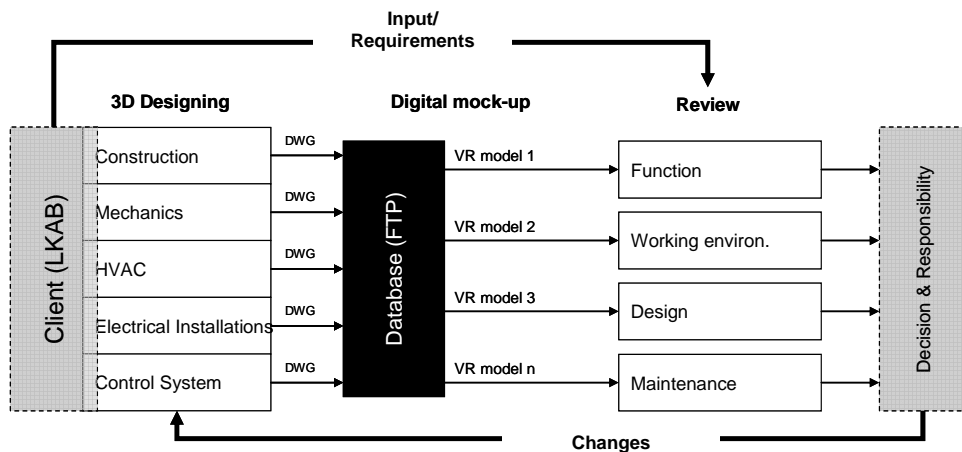 Input/
Requirements
3D Designing
Digital mock-up
Review
Client (LKAB)
Construction
Mechanics
HVAC
Electrical Installations
Control System
DWG
DWG
DWG
DWG
DWG
Database (FTP)
VR model 1
VR model 2
VR model 3
VR model n
Function
Working environ.
Design
Maintenance
Decision & Responsibility
Changes